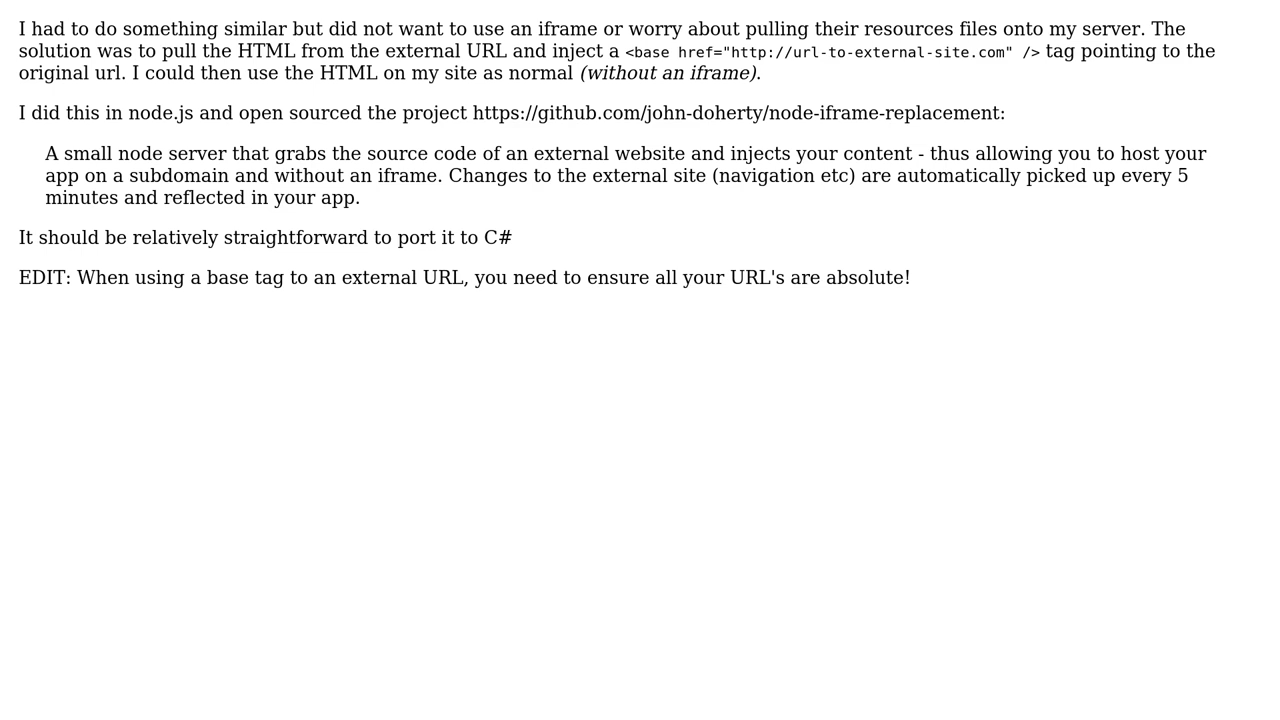 I had to do something similar but did not want to use an iframe or worry about pulling their resources files onto my server. The
solution was to pull the HTML from the external URL and inject a <base href="http://url-to-external-site.com" /> tag pointing to the
original url. I could then use the HTML on my site as normal (without an iframe).
I did this in node.js and open sourced the project https://github.com/john-doherty/node-iframe-replacement:
A small node server that grabs the source code of an external website and injects your content - thus allowing you to host your
app on a subdomain and without an iframe. Changes to the external site (navigation etc) are automatically picked up every 5
minutes and reflected in your app.
It should be relatively straightforward to port it to C#
EDIT: When using a base tag to an external URL, you need to ensure all your URL's are absolute!